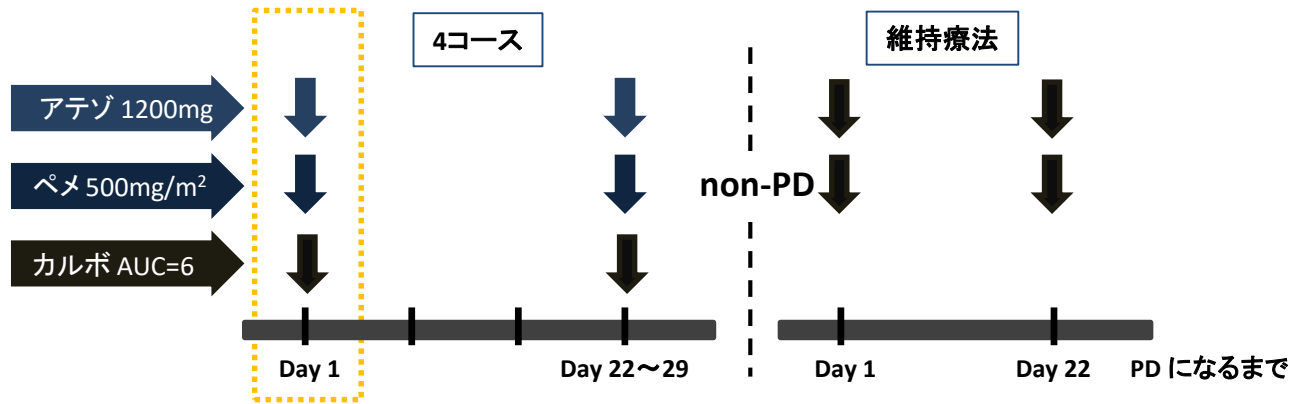 4コース
維持療法
アテゾ 1200mg
ペメ 500mg/m²
non-PD
カルボ AUC=6
Day 1
Day 22～29
Day 1
Day 22
PD になるまで